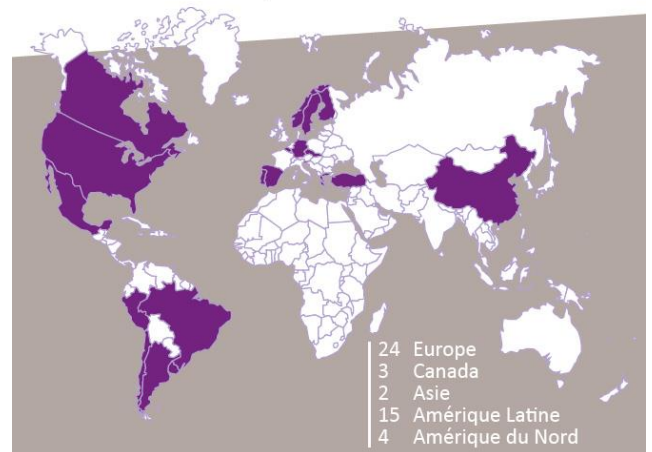 24 Europe
3 Canada
2 Asie
15 Amérique Latine
4 Amérique du Nord